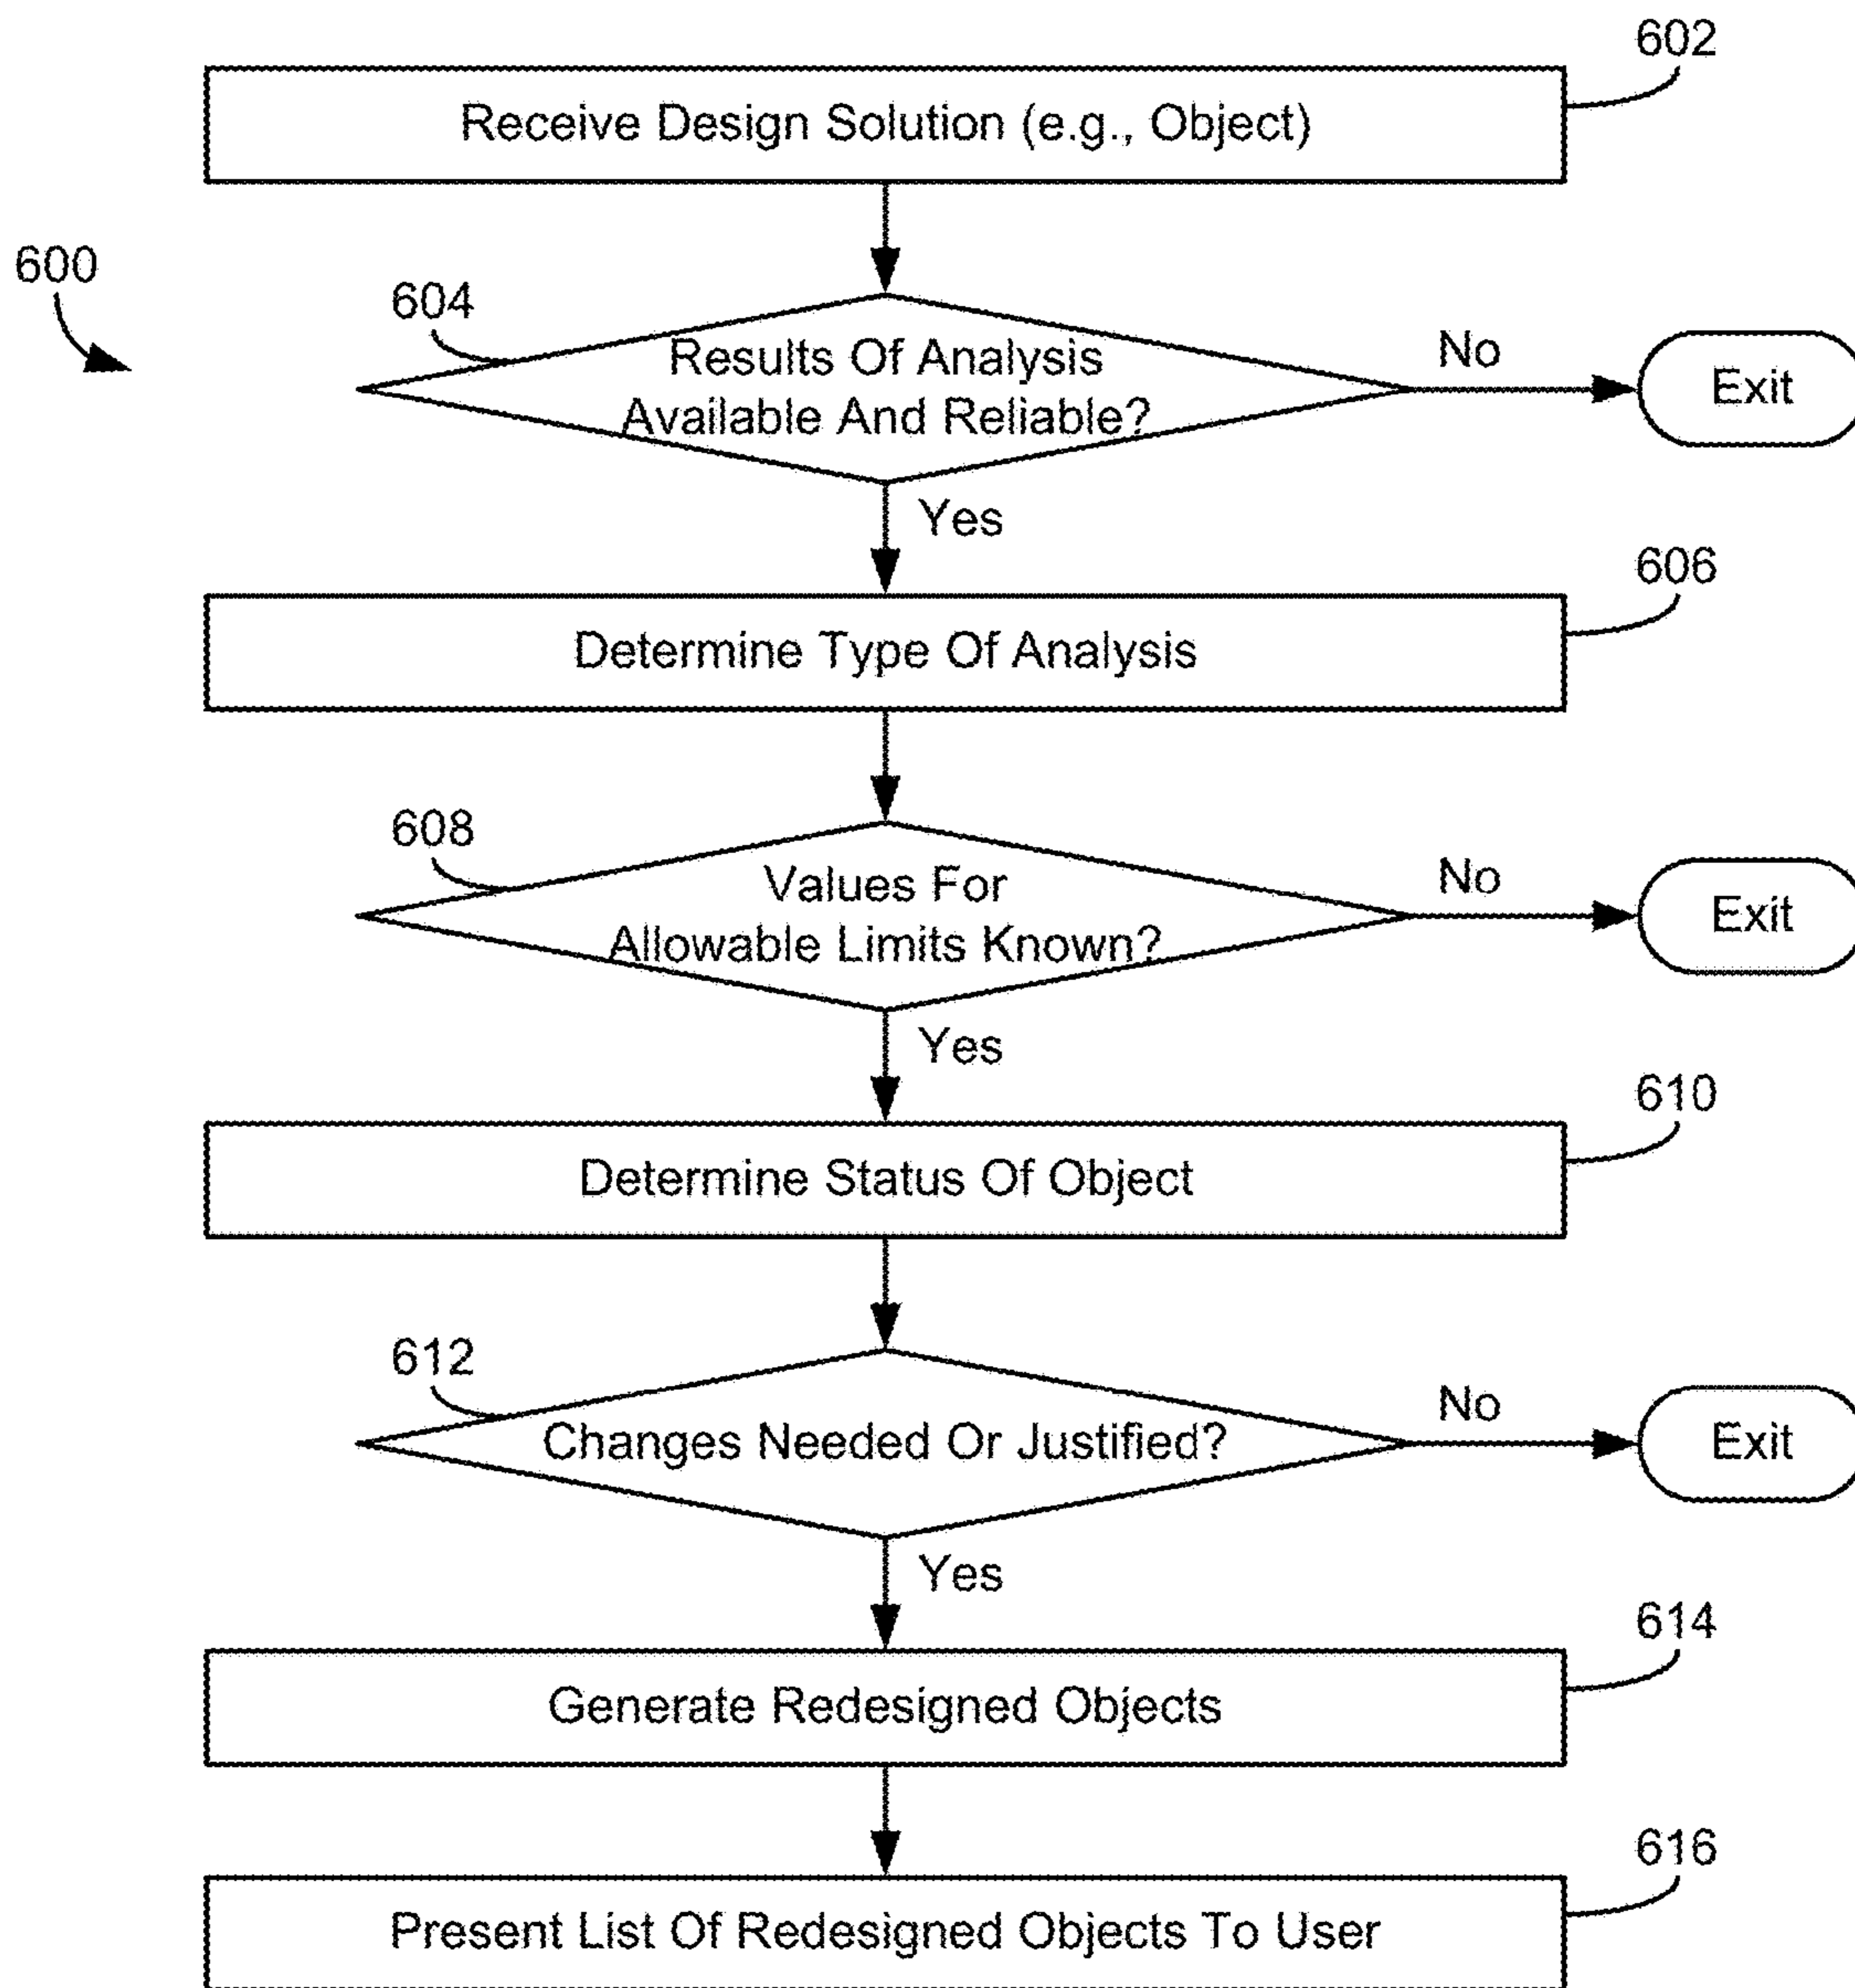 602
Receive Design Solution (e.g., Object)
600
604
Results Of Analysis
Available And Reliable?
No
Exit
Yes
606
Determine Type Of Analysis
608
Values For
Allowable Limits Known?
No
Exit
Yes
610
Determine Status Of Object
612
Changes Needed Or Justified?
No
Exit
Yes
614
Generate Redesigned Objects
616
Present List Of Redesigned Objects To User